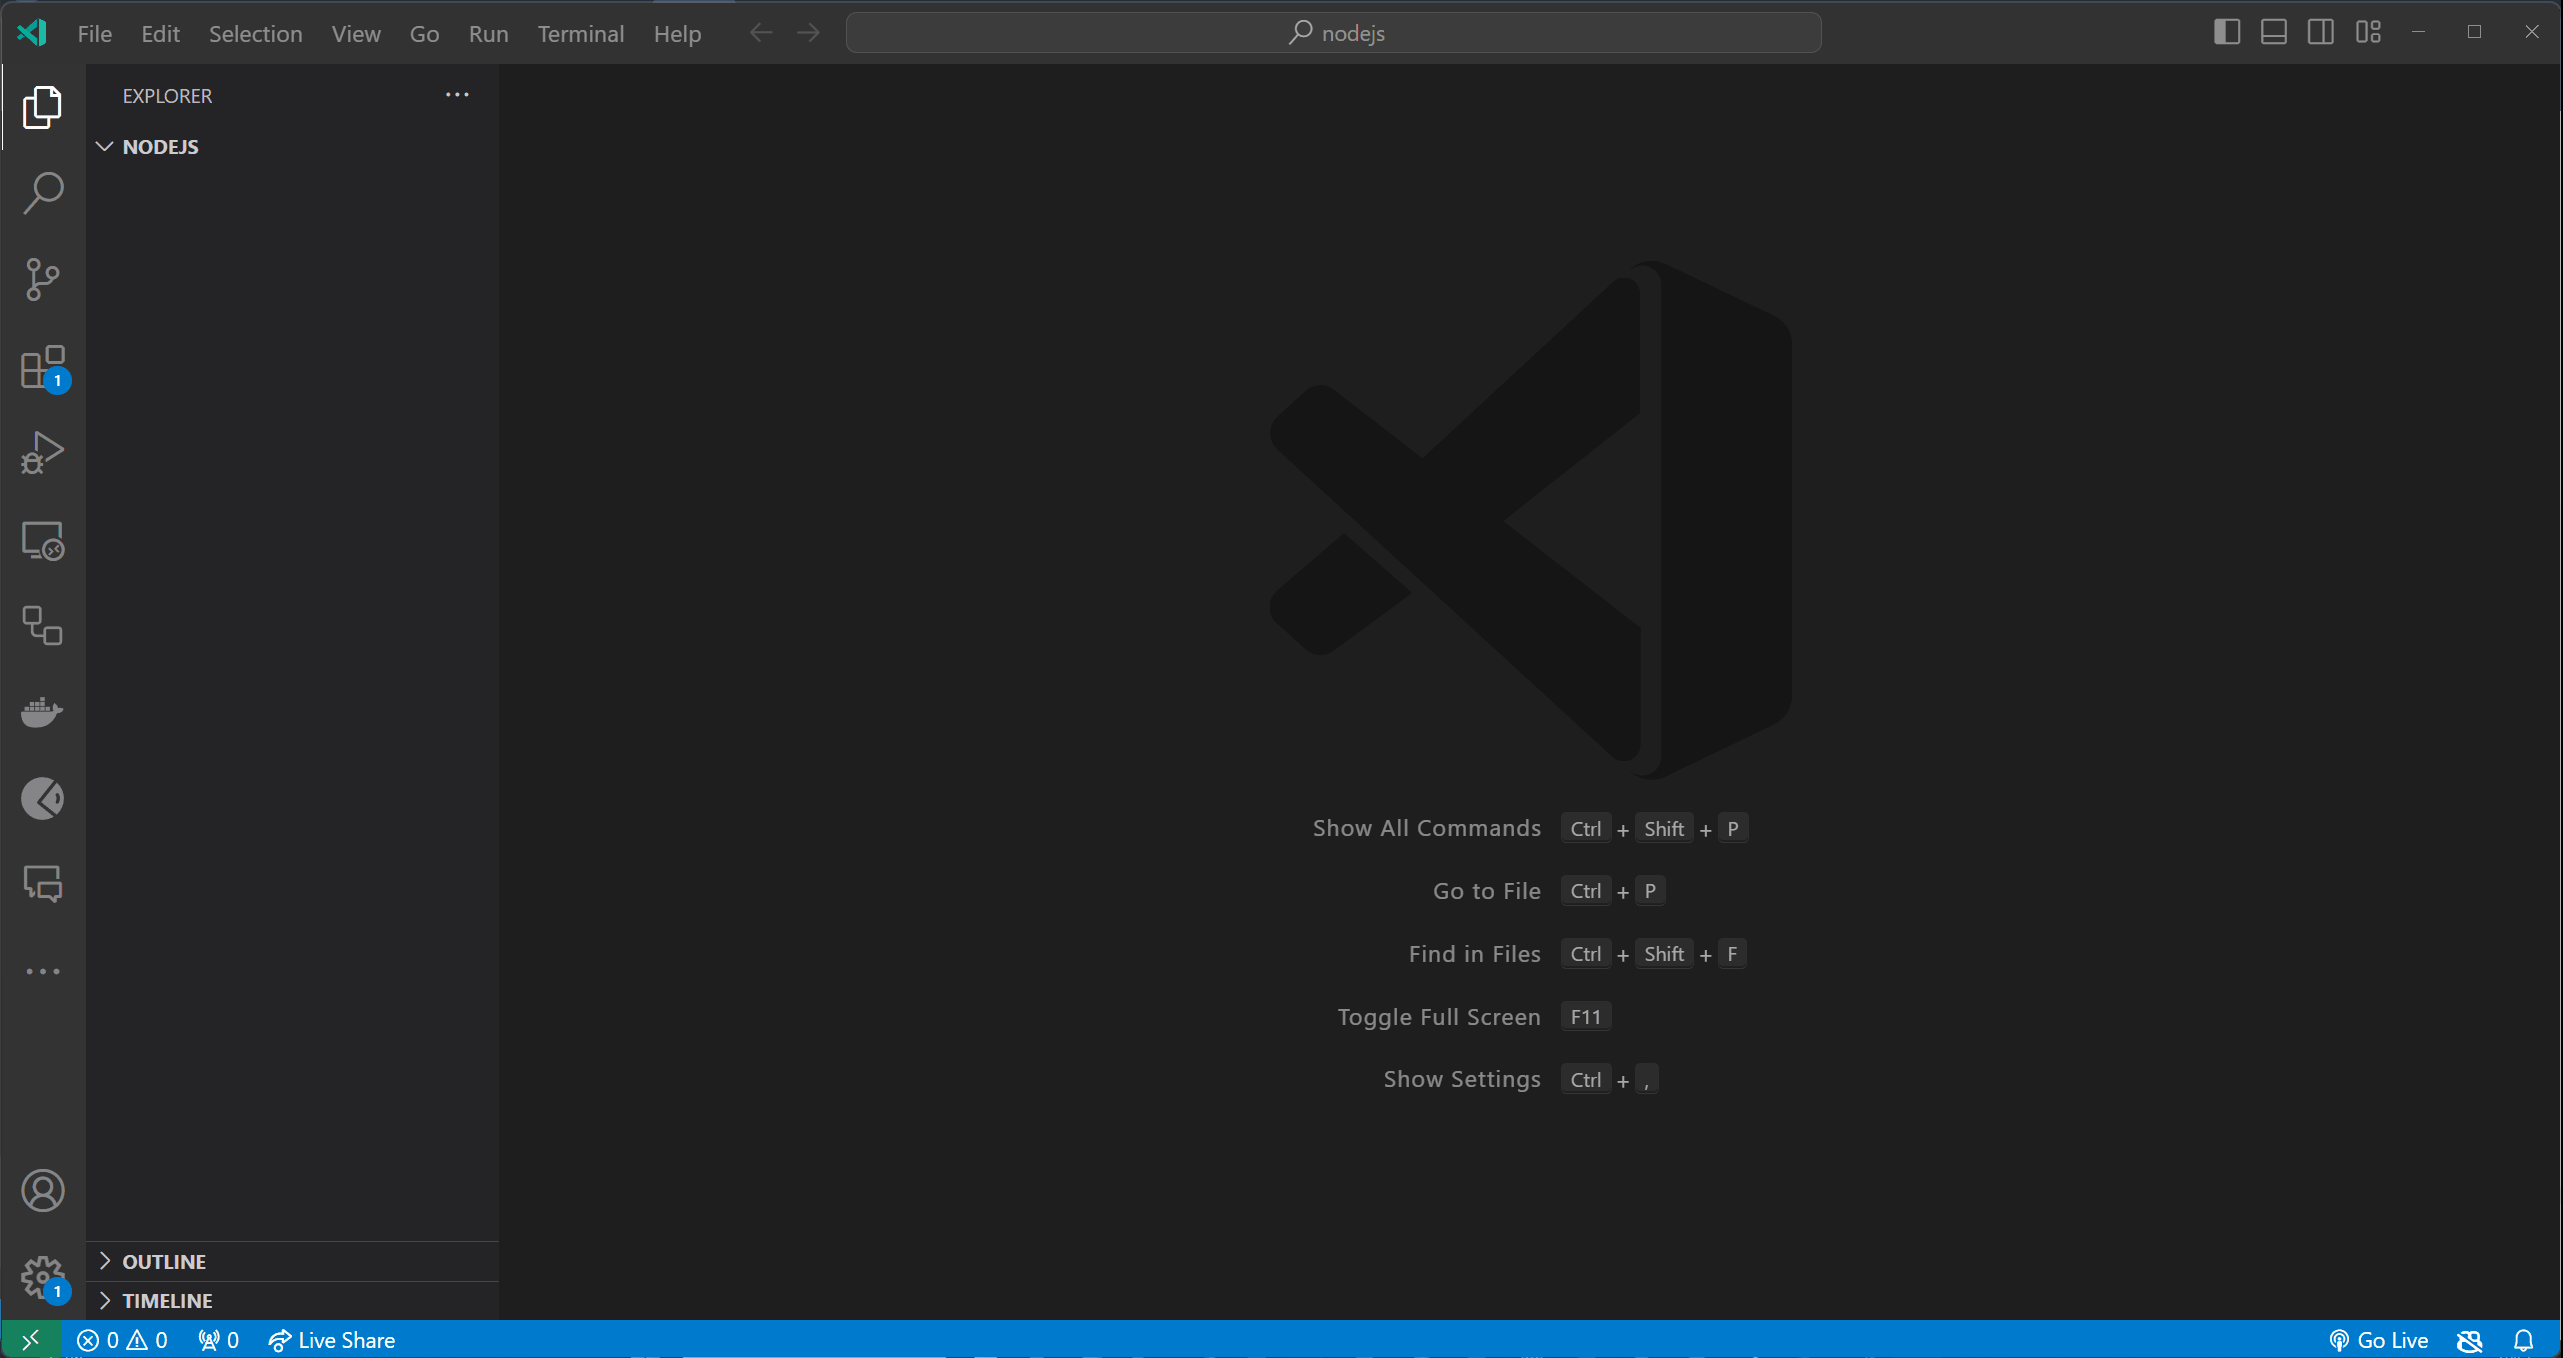 File Edit Selection View Go Run Terminal Help nodejs
EXPLORER ...
NODEJS
1
Show All Commands Ctrl + Shift + P
Go to File Ctrl + P
Find in Files Ctrl + Shift + F
Toggle Full Screen F11
Show Settings Ctrl + ,
OUTLINE
1
TIMELINE
0 0 0 Live Share Go Live